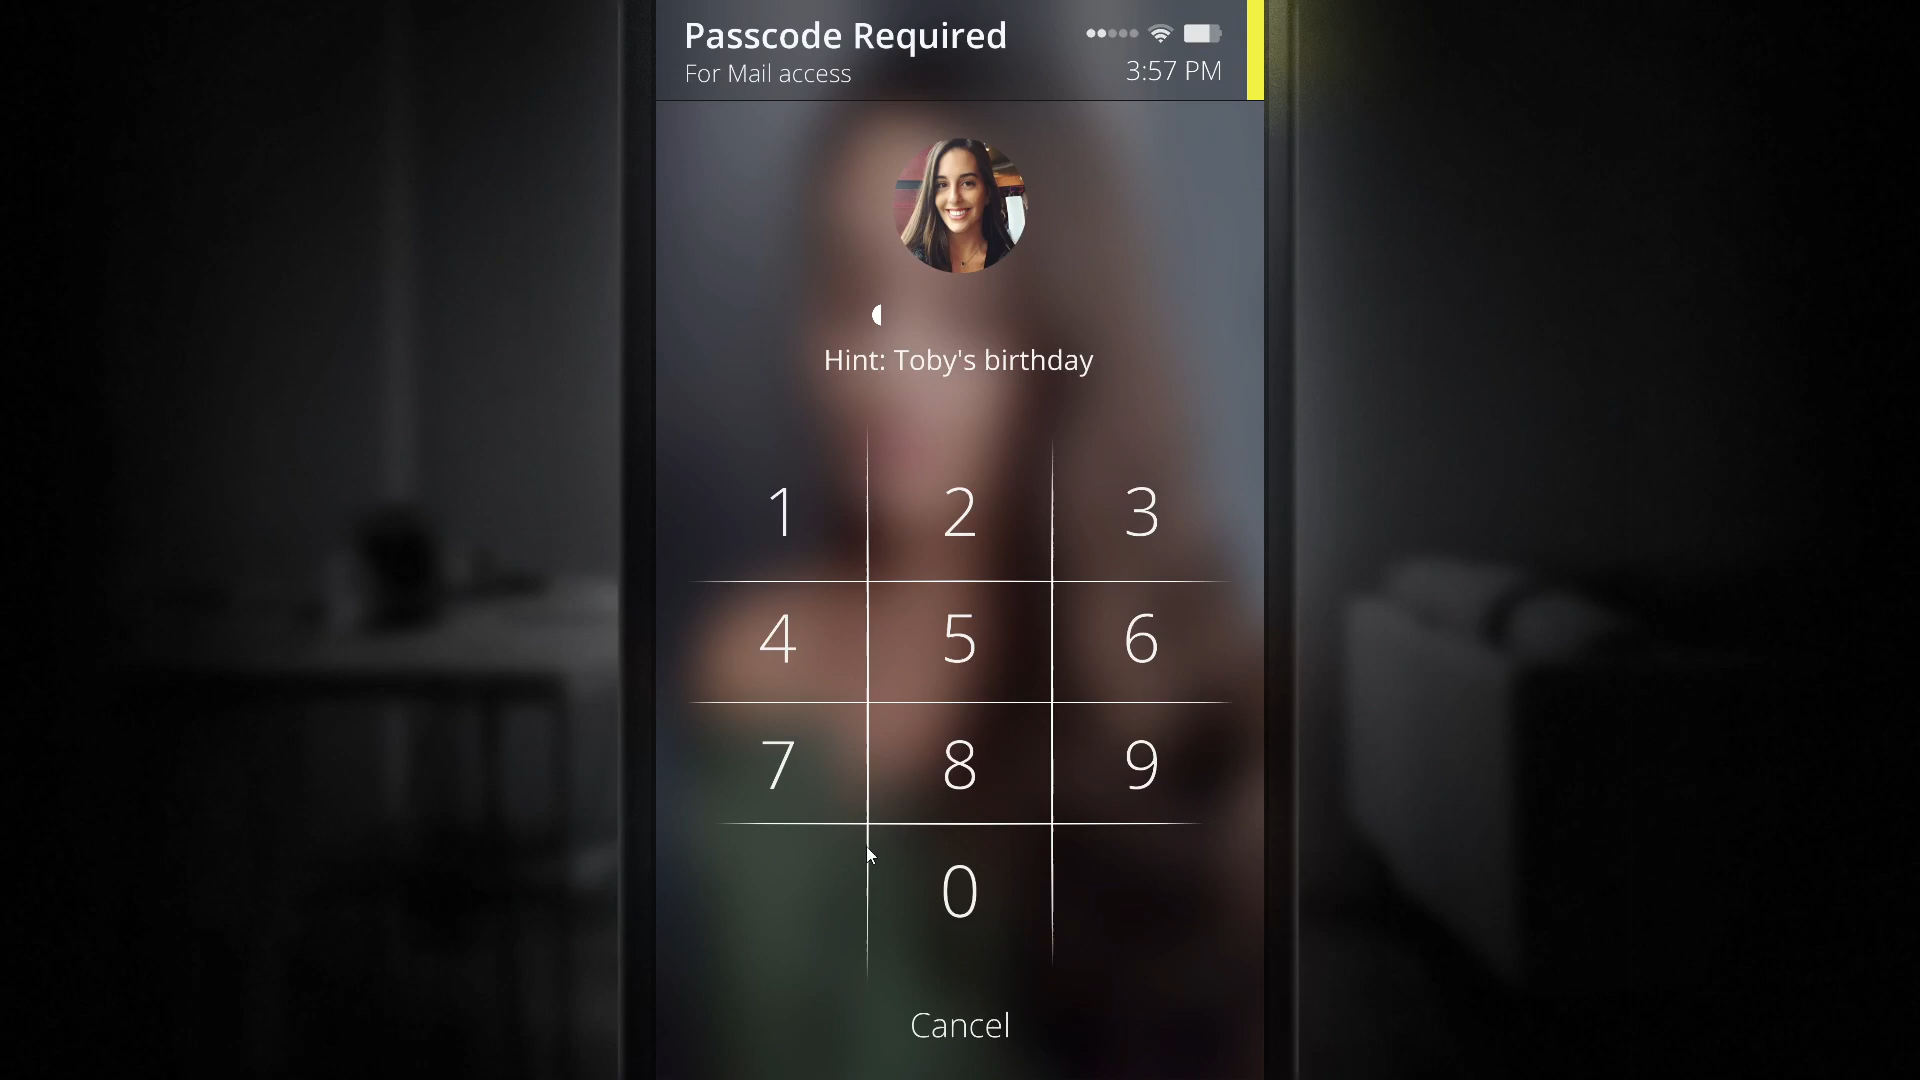 Passcode Required
For Mail access
3:57 PM
Hint: Toby's birthday
1 2 3
4 5 6
7 8 9
0
Cancel